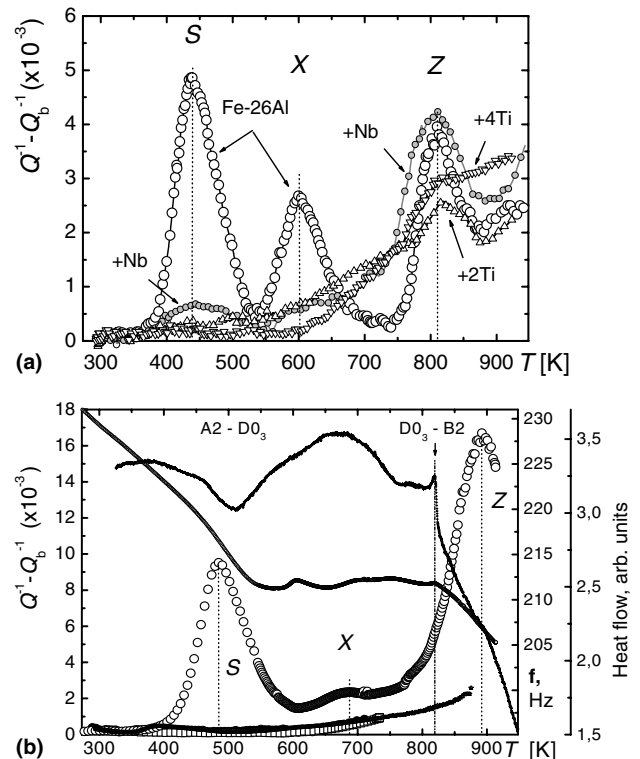 6
5
4
3
2
1
0
Q⁻¹-Q_b⁻¹ (x10⁻³)
S
X
Z
Fe-26Al
+Nb
+4Ti
+Nb
+2Ti
(a)
300 400 500 600 700 800 900 T [K]
18
16
14
12
10
8
6
4
2
0
Q⁻¹-Q_b⁻¹ (x10⁻³)
A2 - D0₃
D0₃ - B2
Z
S
X
230
225
220
215
210
205
f,
Hz
3,5
3,0
2,5
2,0
1,5
Heat flow, arb. units
(b)
300 400 500 600 700 800 900 T [K]